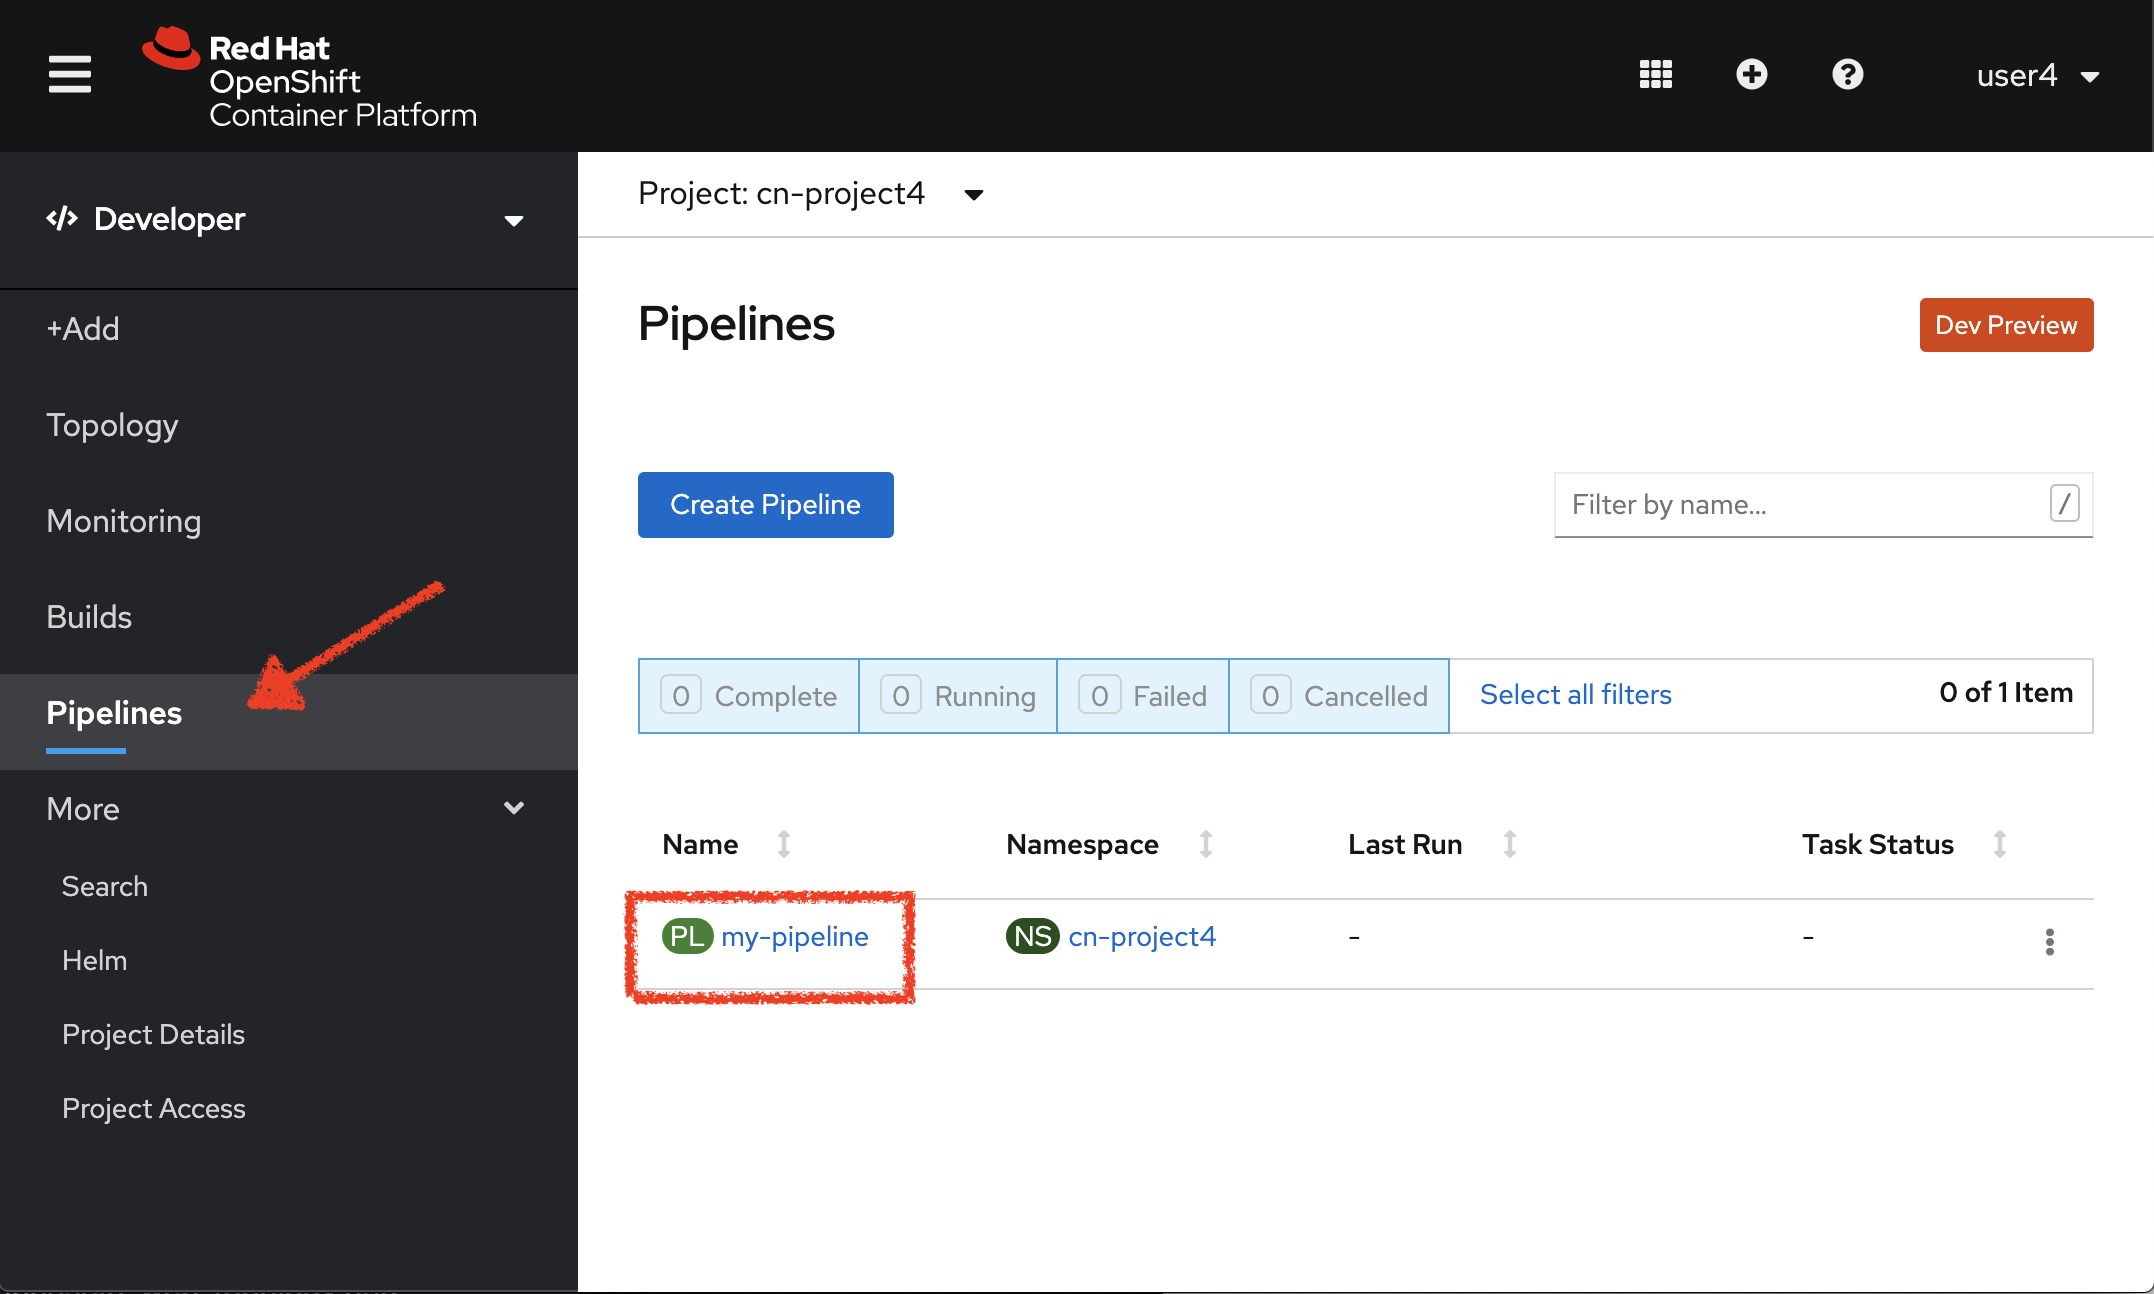 Red Hat
OpenShift
Container Platform
user4
Developer
Project: cn-project4
+Add
Topology
Monitoring
Builds
Pipelines
More
Search
Helm
Project Details
Project Access
Pipelines
Dev Preview
Create Pipeline
Filter by name...
/
0 Complete
0 Running
0 Failed
0 Cancelled
Select all filters
0 of 1 Item
Name Namespace Last Run Task Status
PL my-pipeline NS cn-project4 - -